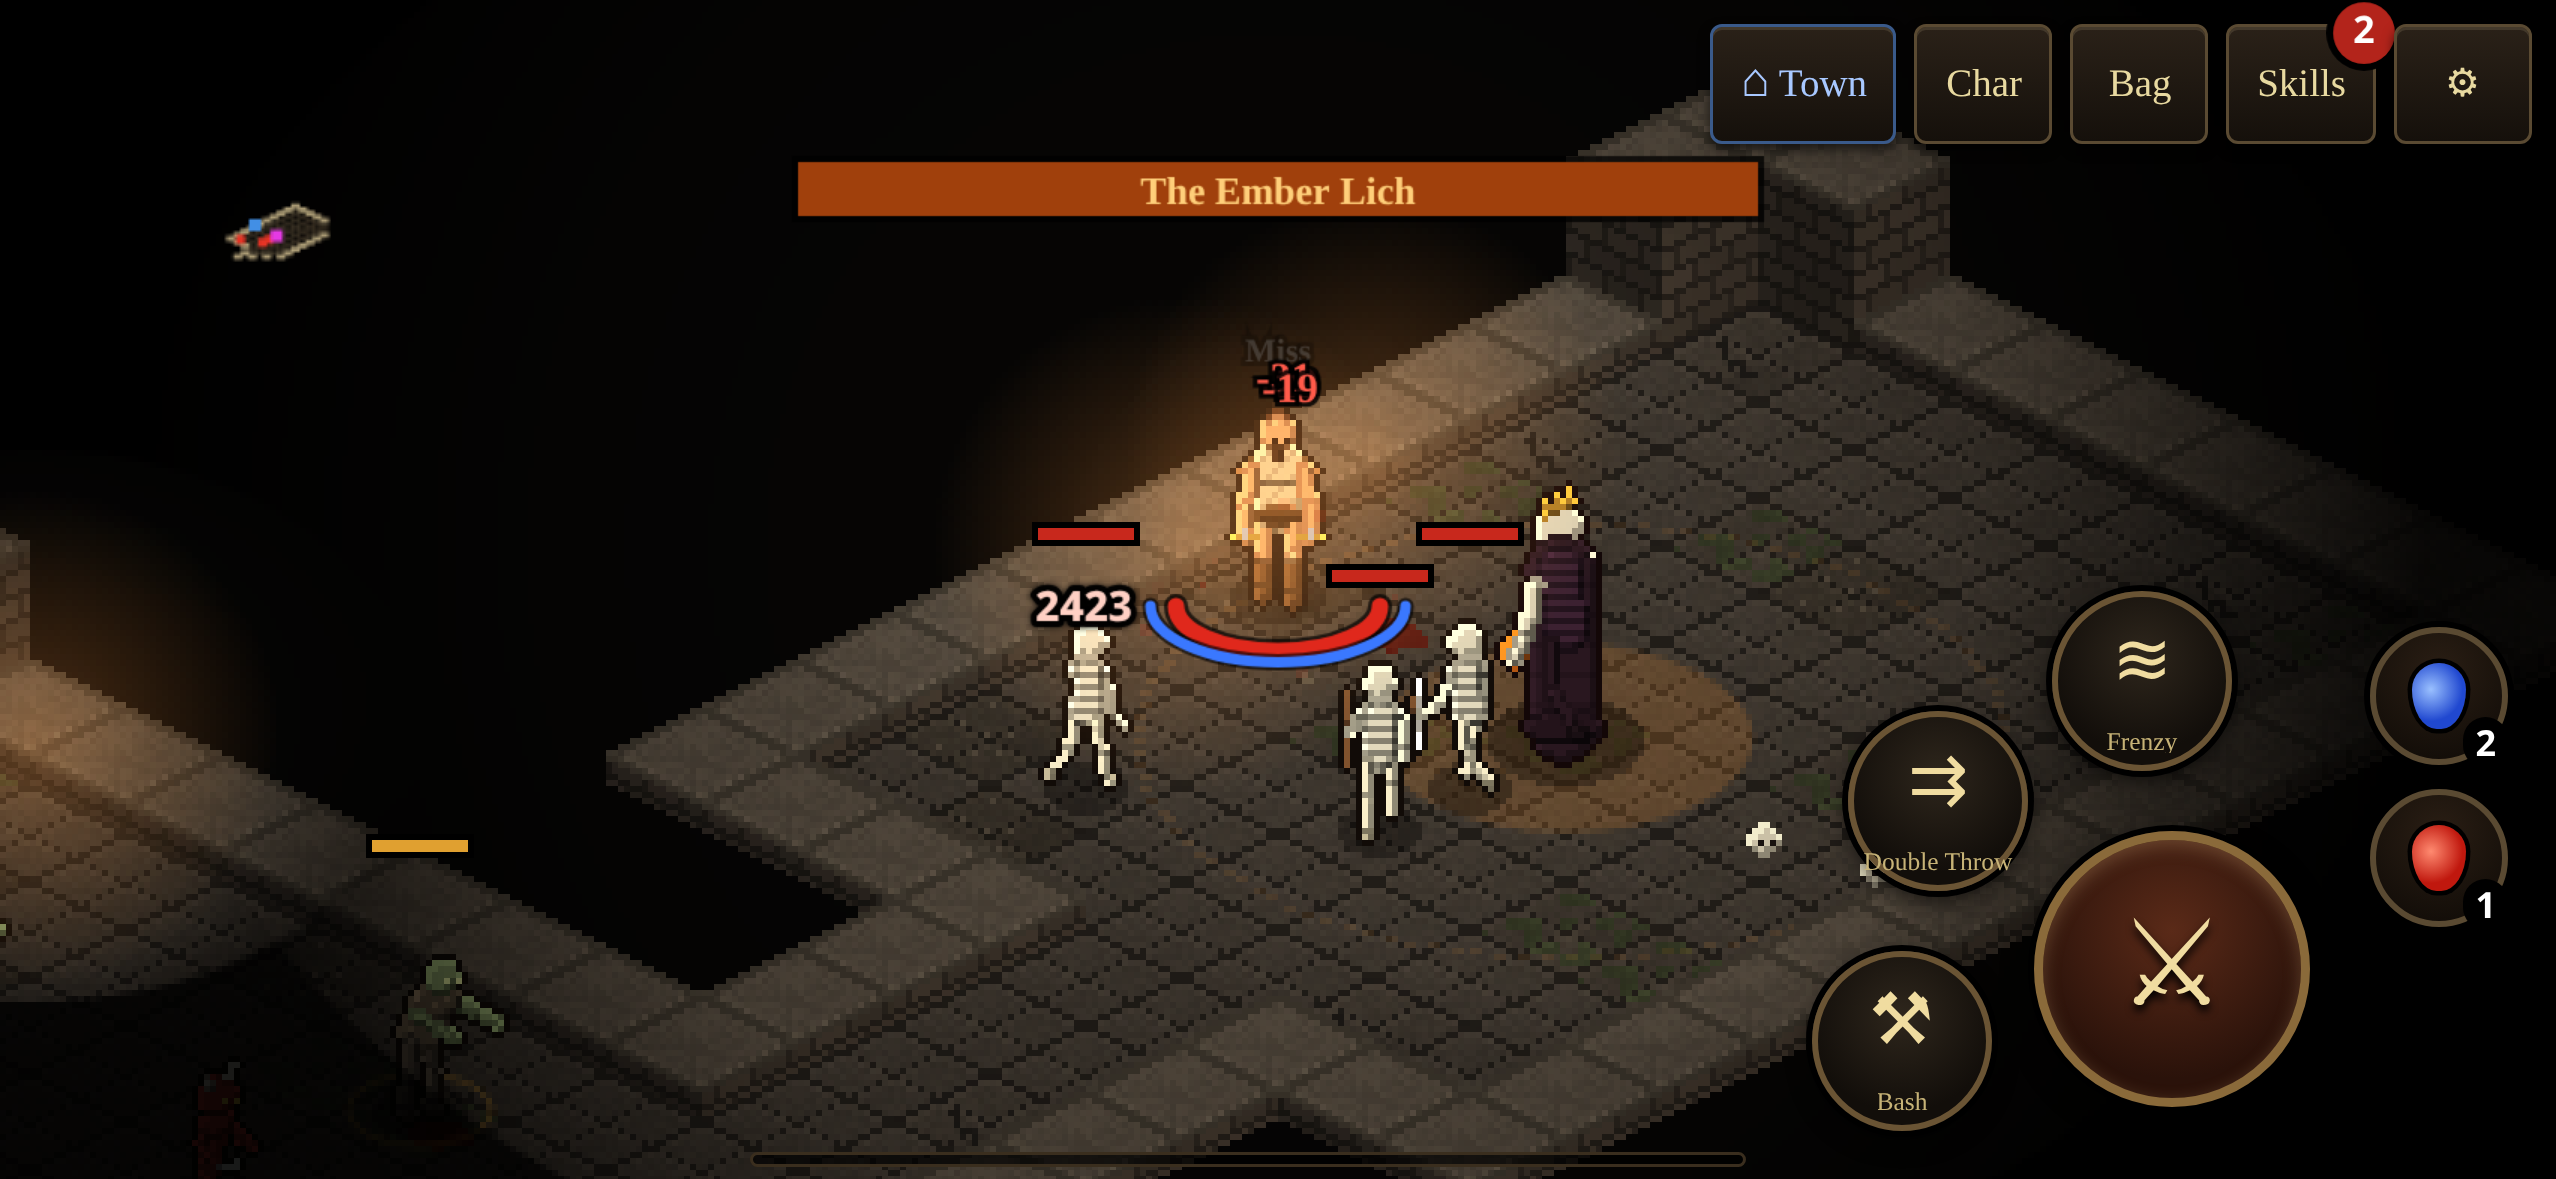 2
Town
Char
Bag
Skills
The Ember Lich
Miss
-19
2423
Frenzy
2
Double Throw
1
Bash